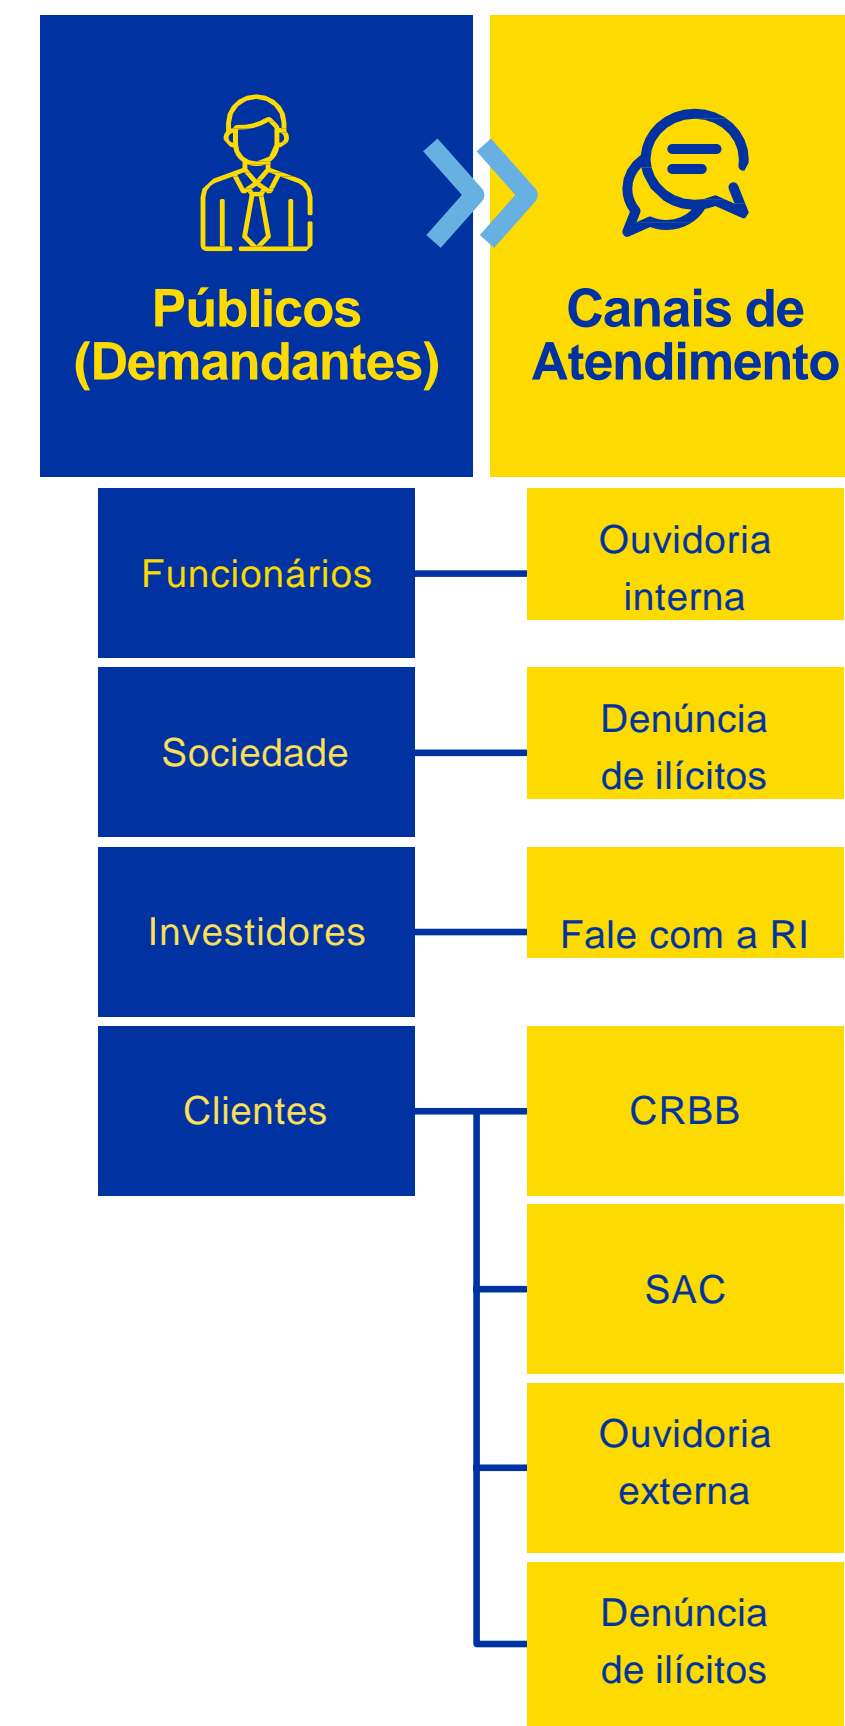 Públicos
(Demandantes)
Canais de
Atendimento
Funcionários
Ouvidoria
interna
Sociedade
Denúncia
de ilícitos
Investidores
Fale com a RI
Clientes
CRBB
SAC
Ouvidoria
externa
Denúncia
de ilícitos